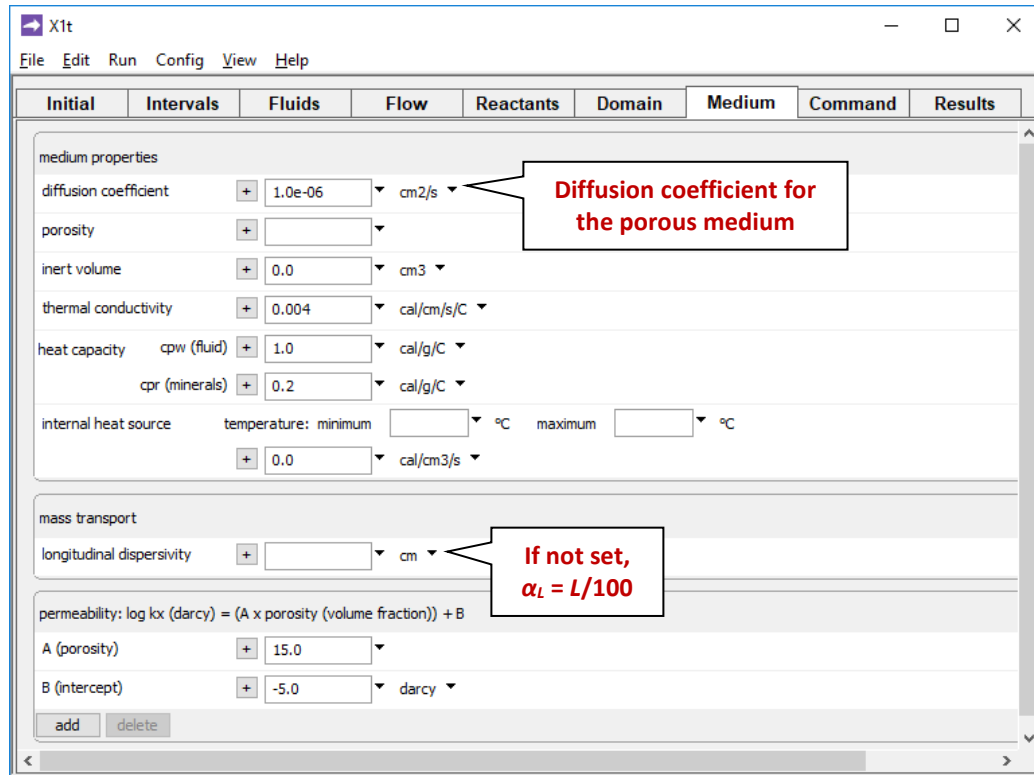 X1t
File Edit Run Config View Help
Initial Intervals Fluids Flow Reactants Domain Medium Command Results
medium properties
diffusion coefficient + 1.0e-06 cm2/s
Diffusion coefficient for
the porous medium
porosity +
inert volume + 0.0 cm3
thermal conductivity + 0.004 cal/cm/s/C
heat capacity cpw (fluid) + 1.0 cal/g/C
cpr (minerals) + 0.2 cal/g/C
internal heat source temperature: minimum ºC maximum ºC
+ 0.0 cal/cm3/s
mass transport
longitudinal dispersivity + cm
If not set,
αL = L/100
permeability: log kx (darcy) = (A x porosity (volume fraction)) + B
A (porosity) + 15.0
B (intercept) + -5.0 darcy
add delete